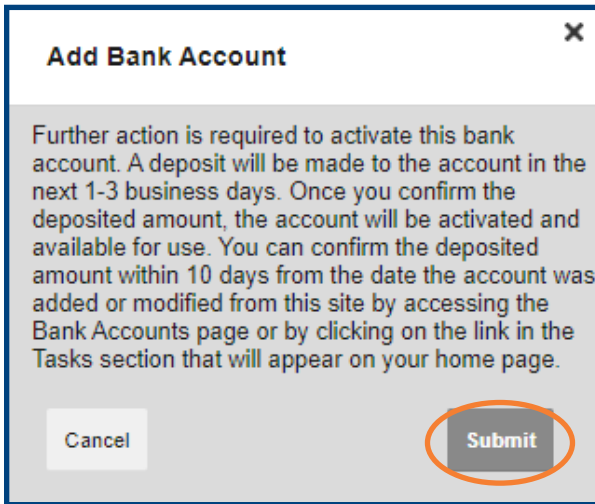 Add Bank Account
Further action is required to activate this bank
account. A deposit will be made to the account in the
next 1-3 business days. Once you confirm the
deposited amount, the account will be activated and
available for use. You can confirm the deposited
amount within 10 days from the date the account was
added or modified from this site by accessing the
Bank Accounts page or by clicking on the link in the
Tasks section that will appear on your home page.
Cancel
Submit